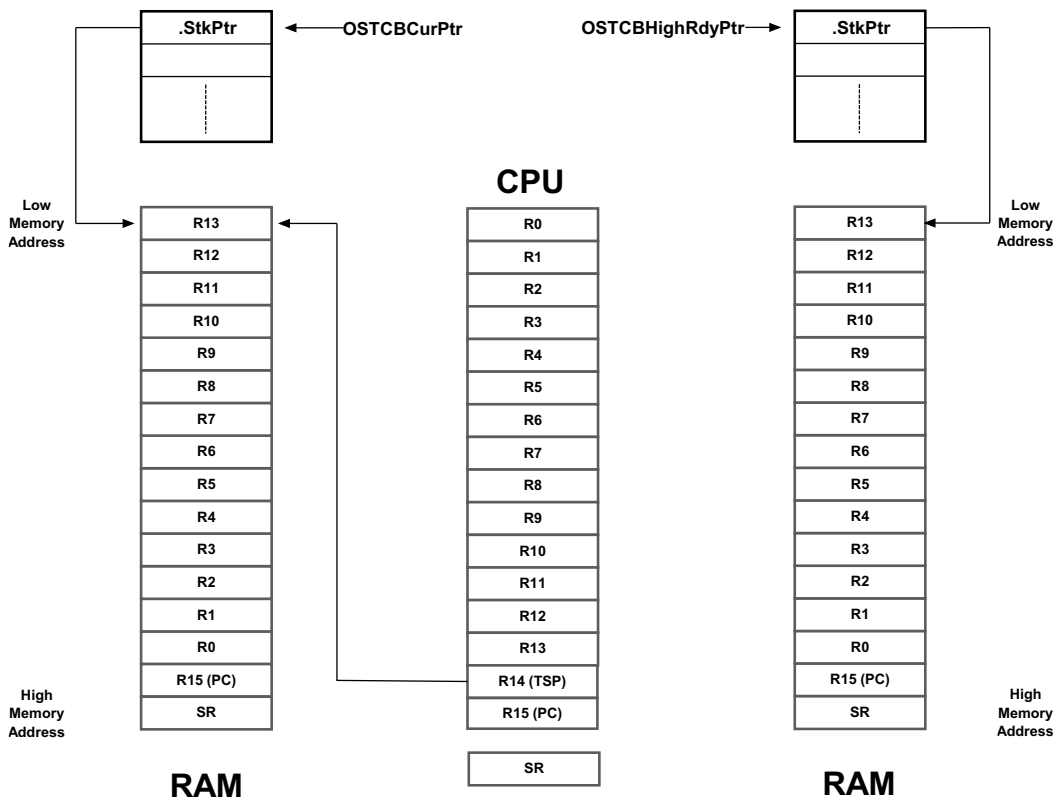 .StkPtr
OSTCBCurPtr
OSTCBHighRdyPtr
.StkPtr
CPU
Low
Memory
Address
R13
R12
R11
R10
R9
R8
R7
R6
R5
R4
R3
R2
R1
R0
R15 (PC)
SR
High
Memory
Address
RAM
R0
R1
R2
R3
R4
R5
R6
R7
R8
R9
R10
R11
R12
R13
R14 (TSP)
R15 (PC)
SR
R13
R12
R11
R10
R9
R8
R7
R6
R5
R4
R3
R2
R1
R0
R15 (PC)
SR
Low
Memory
Address
High
Memory
Address
RAM